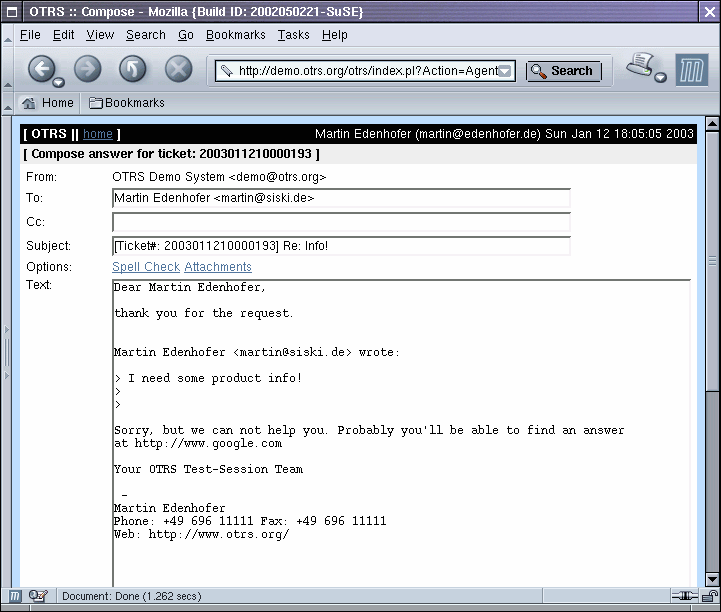 OTRS :: Compose - Mozilla {Build ID: 2002050221-SuSE}
File Edit View Search Go Bookmarks Tasks Help
http://demo.otrs.org/otrs/index.pl?Action=Agent Search
Home Bookmarks
[ OTRS || home ] Martin Edenhofer (martin@edenhofer.de) Sun Jan 12 18:05:05 2003
[ Compose answer for ticket: 2003011210000193 ]
From: OTRS Demo System <demo@otrs.org>
To: Martin Edenhofer <martin@siski.de>
Cc:
Subject: [Ticket#: 2003011210000193] Re: Info!
Options: Spell Check Attachments
Text: Dear Martin Edenhofer,
thank you for the request.
Martin Edenhofer <martin@siski.de> wrote:
> I need some product info!
>
>
Sorry, but we can not help you. Probably you'll be able to find an answer
at http://www.google.com
Your OTRS Test-Session Team
-
Martin Edenhofer
Phone: +49 696 11111 Fax: +49 696 11111
Web: http://www.otrs.org/
Document: Done (1.262 secs)